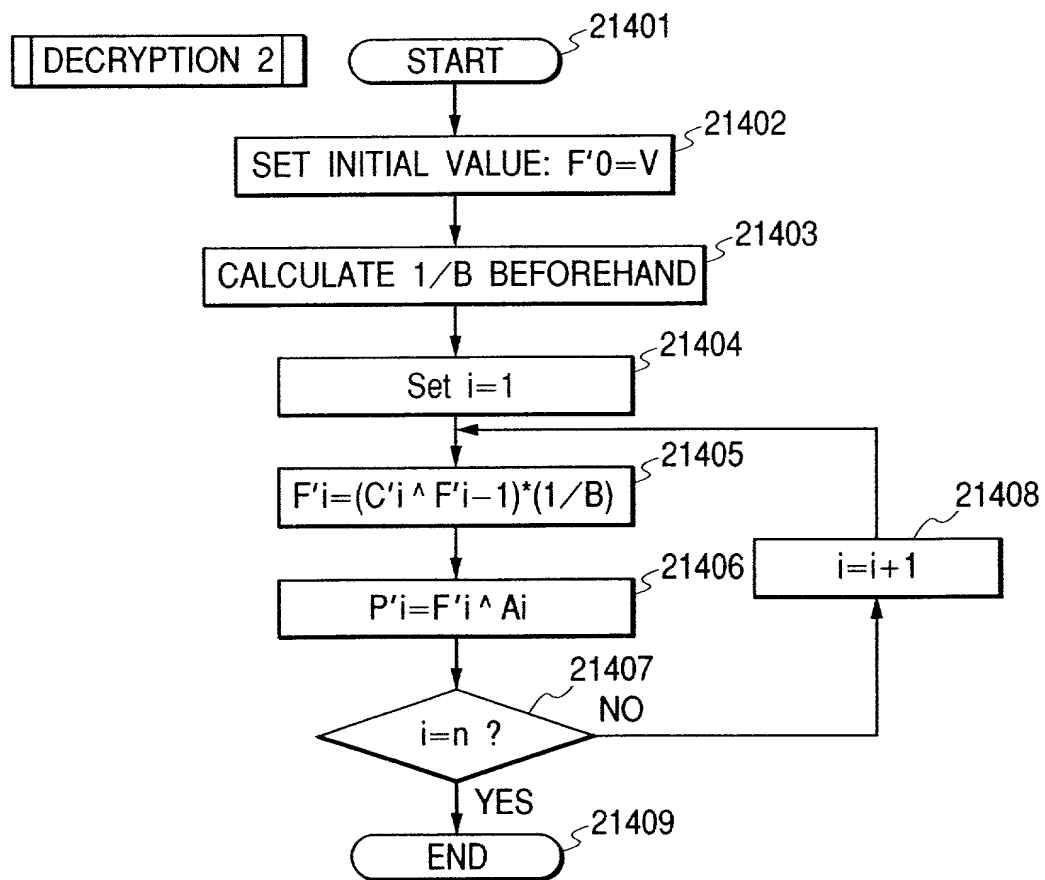 DECRYPTION 2
START
21401
21402
SET INITIAL VALUE: F'0=V
21403
CALCULATE 1/B BEFOREHAND
21404
Set i=1
21405
F'i=(C'i ^ F'i-1)*(1/B)
21408
i=i+1
21406
P'i=F'i ^ Ai
21407
i=n ?
NO
YES
21409
END